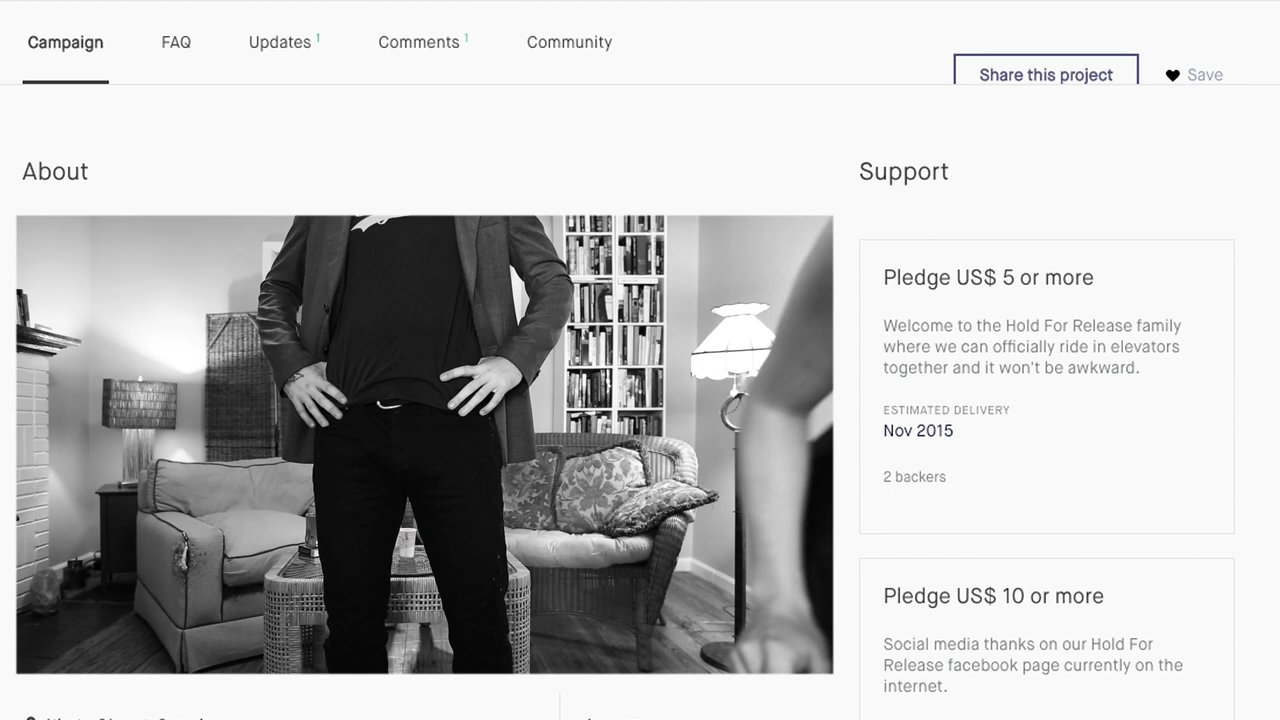 Campaign FAQ Updates 1 Comments 1 Community
Share this project Save
About
Support
Pledge US$ 5 or more
Welcome to the Hold For Release family
where we can officially ride in elevators
together and it won't be awkward.
ESTIMATED DELIVERY
Nov 2015
2 backers
Pledge US$ 10 or more
Social media thanks on our Hold For
Release facebook page currently on the
internet.